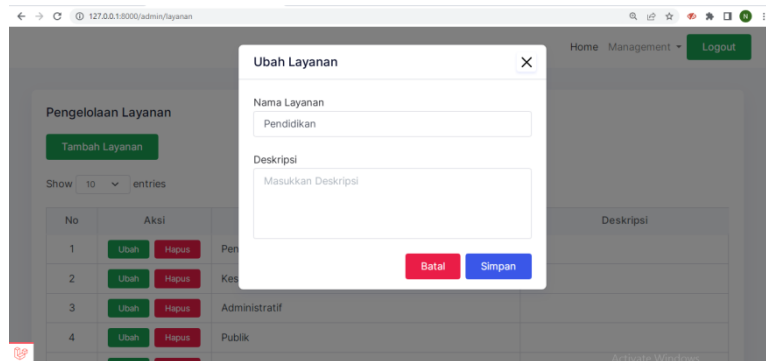 127.0.0.1:8000/admin/layanan
N
Home Management Logout
Ubah Layanan
Nama Layanan
Pendidikan
Deskripsi
Masukkan Deskripsi
Batal Simpan
Pengelolaan Layanan
Tambah Layanan
Show 10 entries
No Aksi Deskripsi
1 Ubah Hapus Pen
2 Ubah Hapus Kes
3 Ubah Hapus Administratif
4 Ubah Hapus Publik
Activate Windows